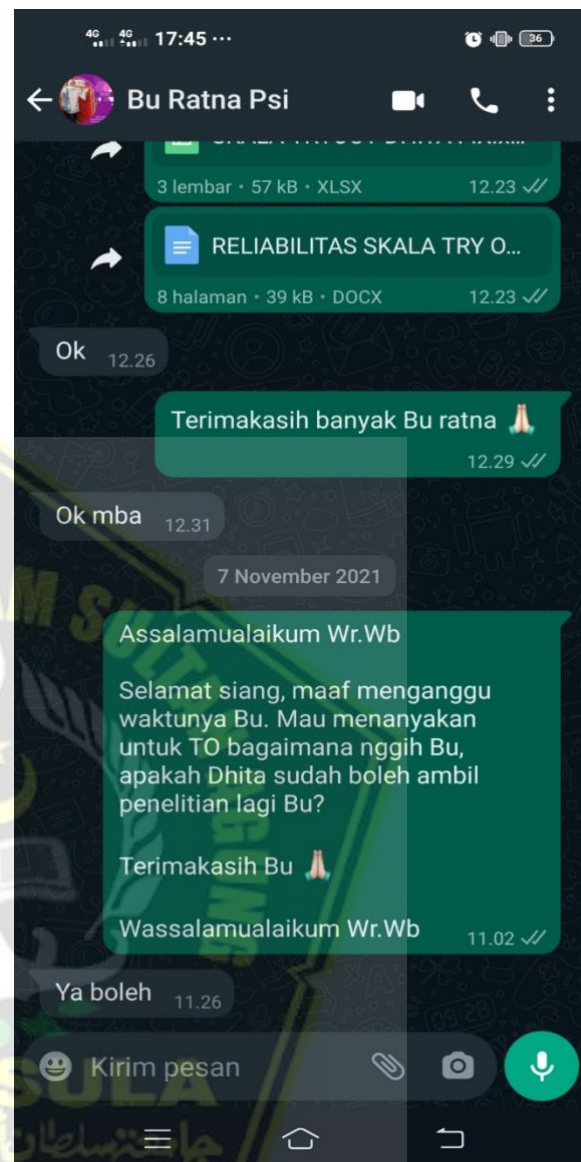 4G 4G 17:45 ··· 36
Bu Ratna Psi
3 lembar • 57 kB • XLSX 12.23
RELIABILITAS SKALA TRY O...
8 halaman • 39 kB • DOCX 12.23
Ok 12.26
Terimakasih banyak Bu ratna 🙏
12.29
Ok mba 12.31
7 November 2021
Assalamualaikum Wr.Wb
Selamat siang, maaf menganggu
waktunya Bu. Mau menanyakan
untuk TO bagaimana nggih Bu,
apakah Dhita sudah boleh ambil
penelitian lagi Bu?
Terimakasih Bu 🙏
Wassalamualaikum Wr.Wb 11.02
Ya boleh 11.26
Kirim pesan